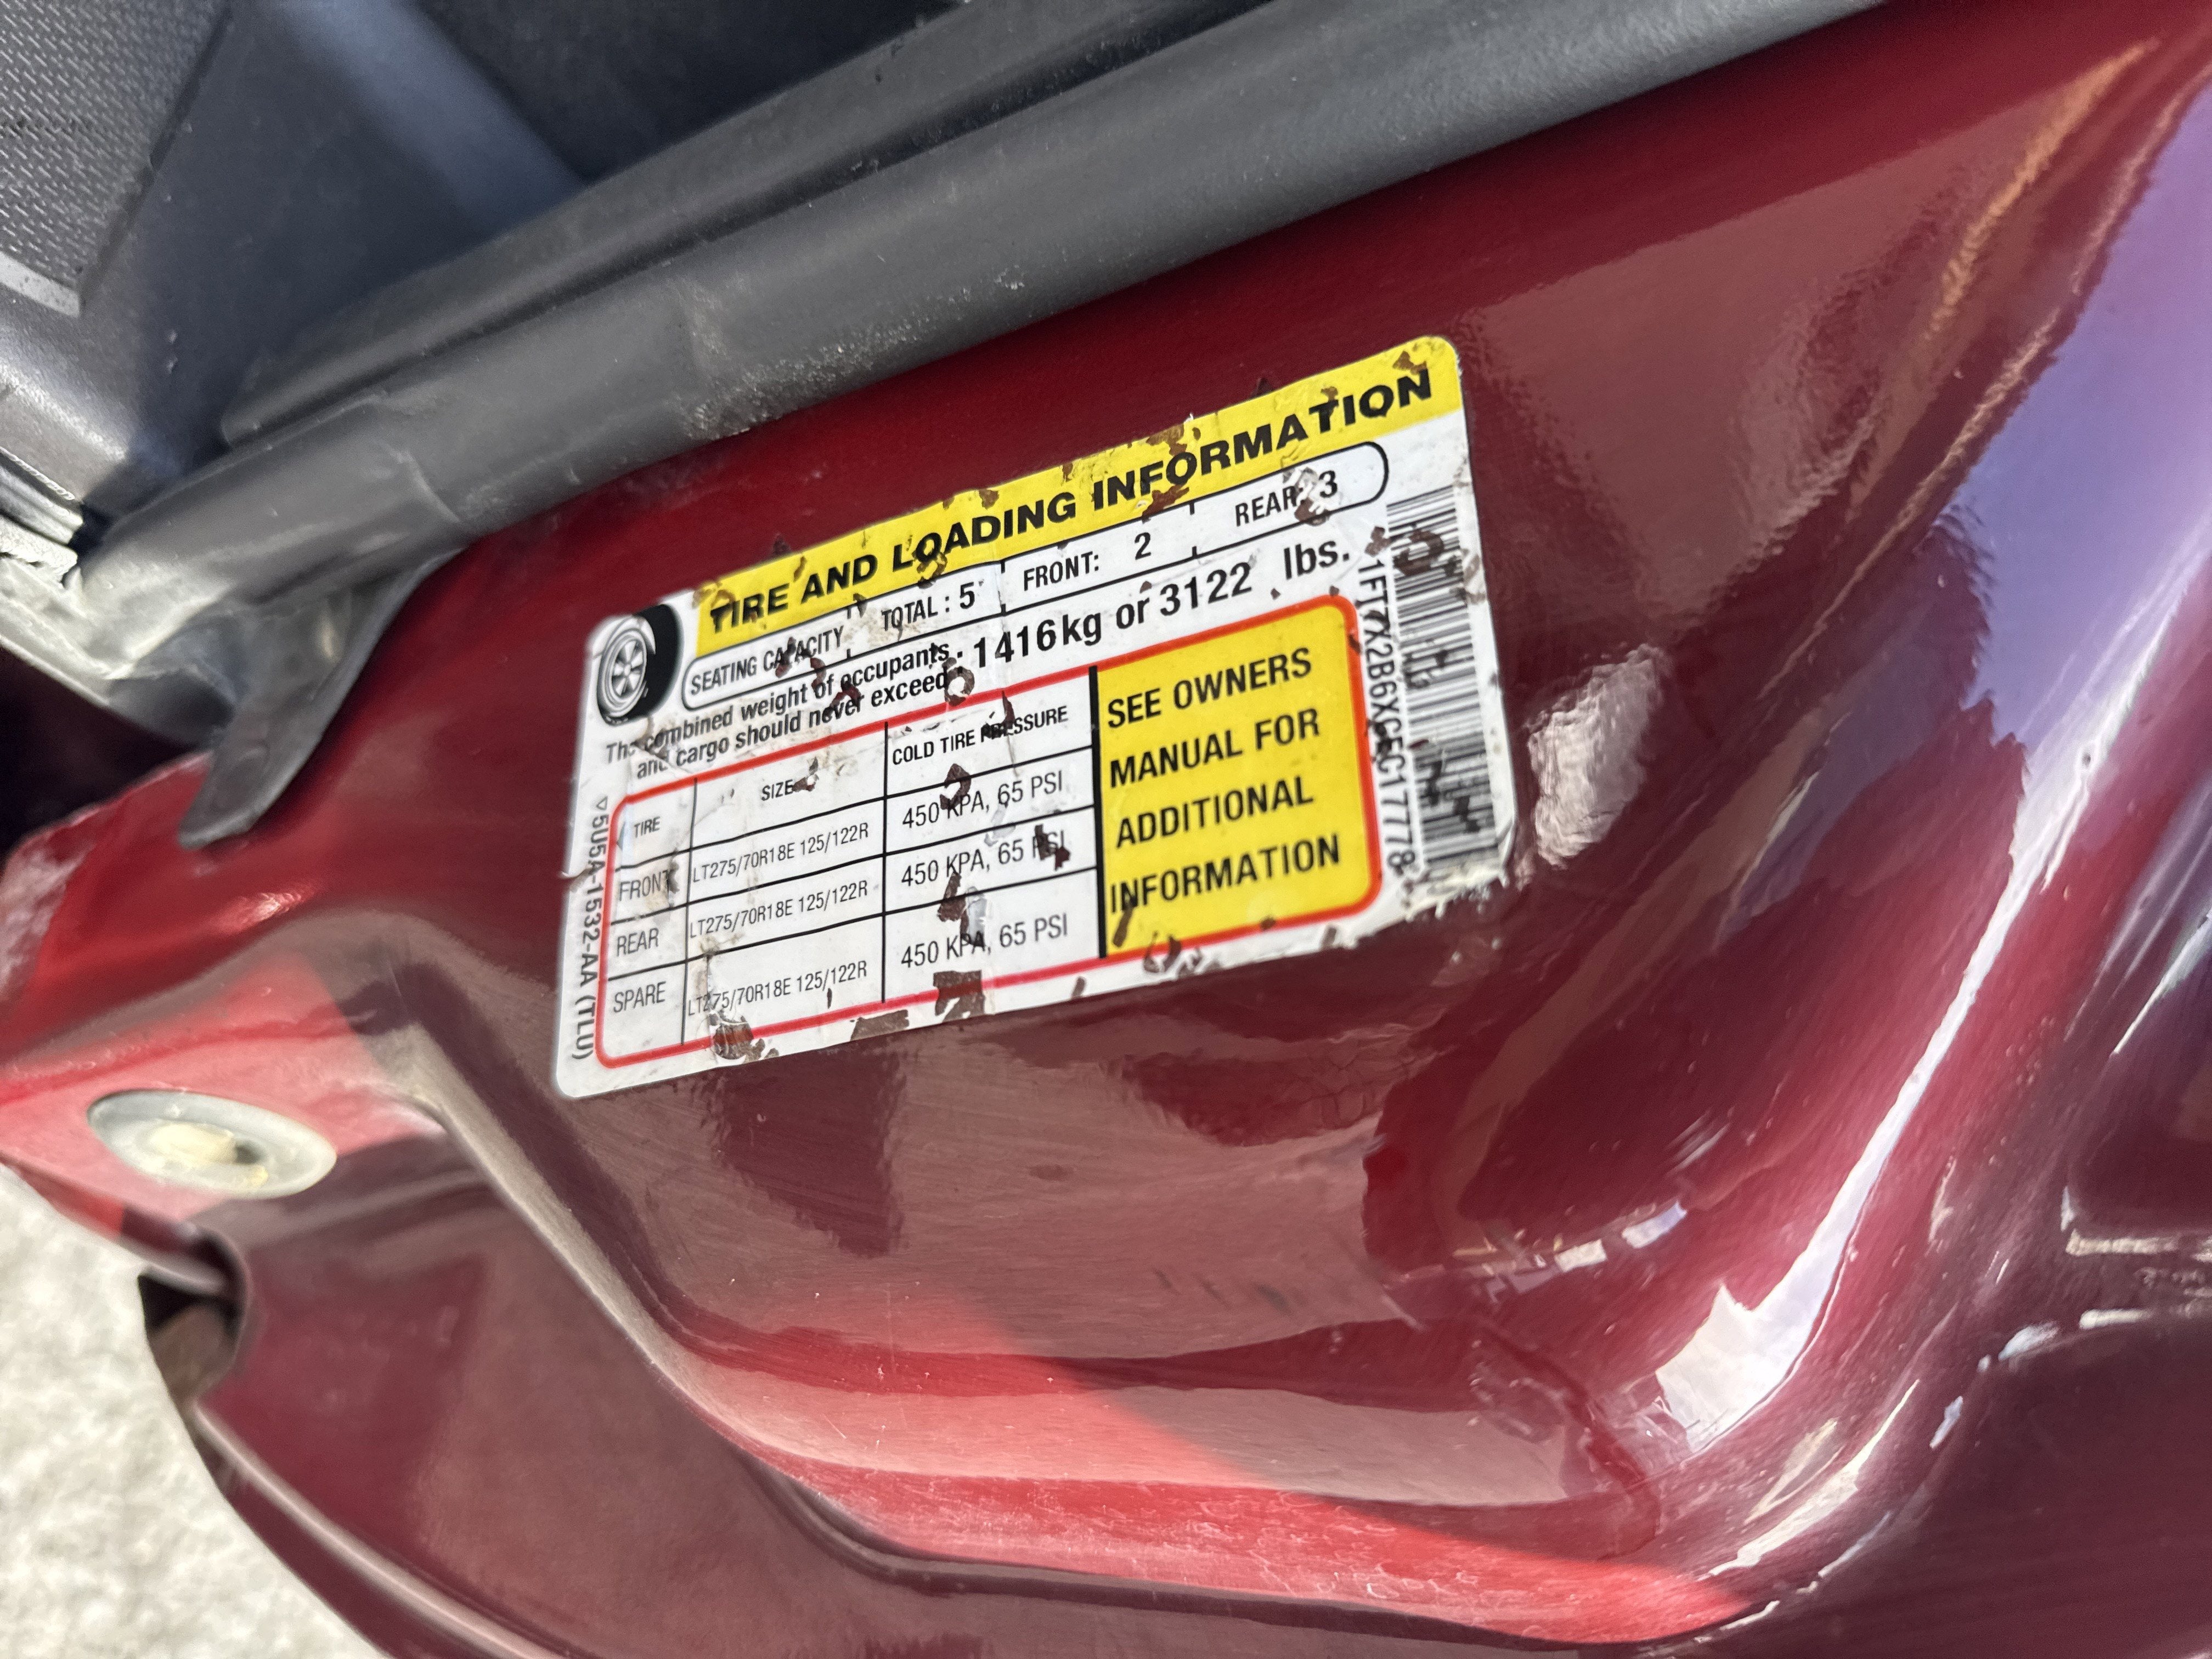 TIRE AND LOADING INFORMATION
SEATING CAPACITY TOTAL : 5 FRONT: 2 REAR: 3
The combined weight of occupants
and cargo should never exceed 1416kg or 3122 lbs.
TIRE SIZE COLD TIRE PRESSURE
FRONT LT275/70R18E 125/122R 450 KPA, 65 PSI
REAR LT275/70R18E 125/122R 450 KPA, 65 PSI
SPARE LT275/70R18E 125/122R 450 KPA, 65 PSI
SEE OWNERS
MANUAL FOR
ADDITIONAL
INFORMATION
5U5A-1532-AA (TLU)